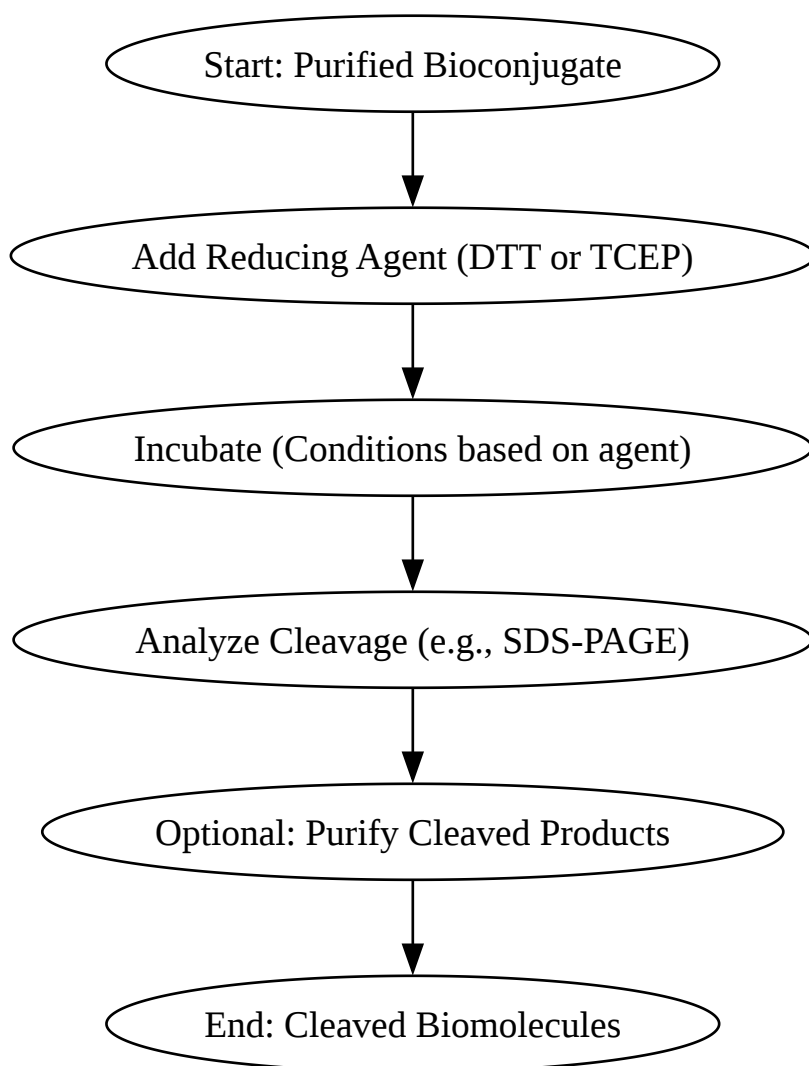 Start: Purified Bioconjugate
Add Reducing Agent (DTT or TCEP)
Incubate (Conditions based on agent)
Analyze Cleavage (e.g., SDS-PAGE)
Optional: Purify Cleaved Products
End: Cleaved Biomolecules